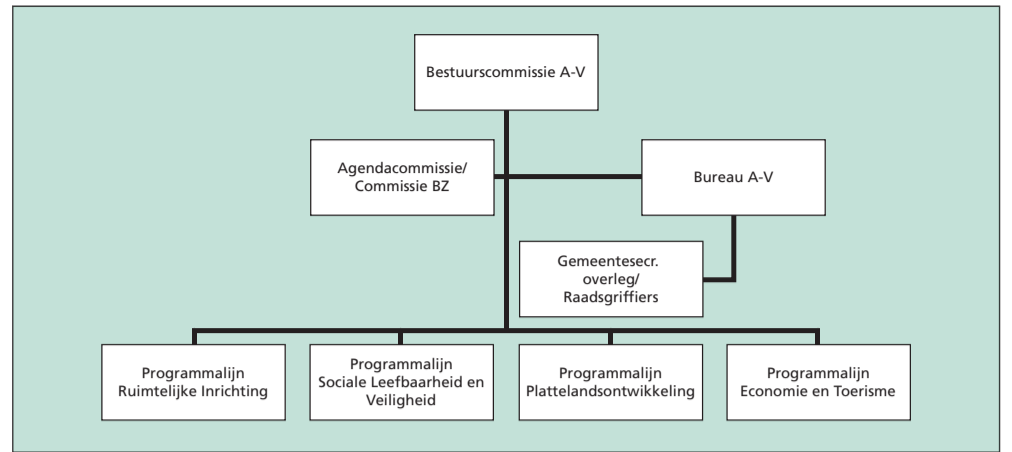 Bestuurscommissie A-V
Agendacommissie/
Commissie BZ
Bureau A-V
Gemeentesecr.
overleg/
Raadsgriffiers
Programmalijn
Ruimtelijke Inrichting
Programmalijn
Sociale Leefbaarheid en
Veiligheid
Programmalijn
Plattelandsontwikkeling
Programmalijn
Economie en Toerisme